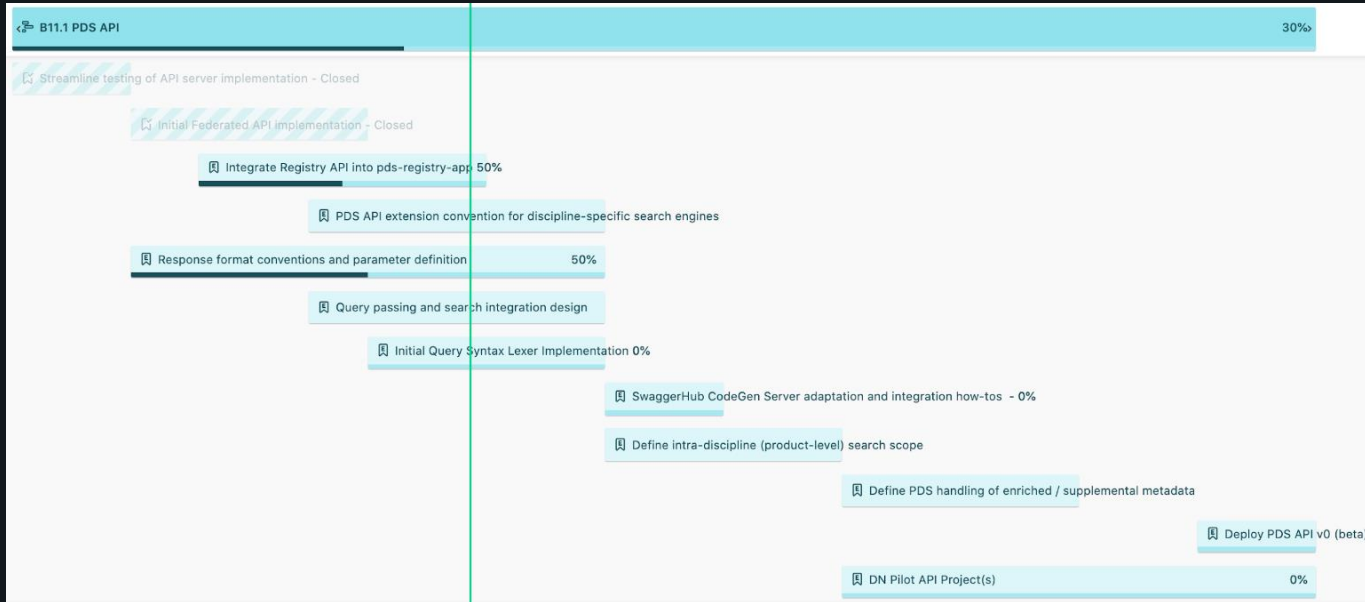 B11.1 PDS API 30%
Streamline testing of API server implementation - Closed
Initial Federated API implementation - Closed
Integrate Registry API into pds-registry-app 50%
PDS API extension convention for discipline-specific search engines
Response format conventions and parameter definition 50%
Query passing and search integration design
Initial Query Syntax Lexer Implementation 0%
SwaggerHub CodeGen Server adaptation and integration how-tos - 0%
Define intra-discipline (product-level) search scope
Define PDS handling of enriched / supplemental metadata
Deploy PDS API v0 (beta)
DN Pilot API Project(s) 0%